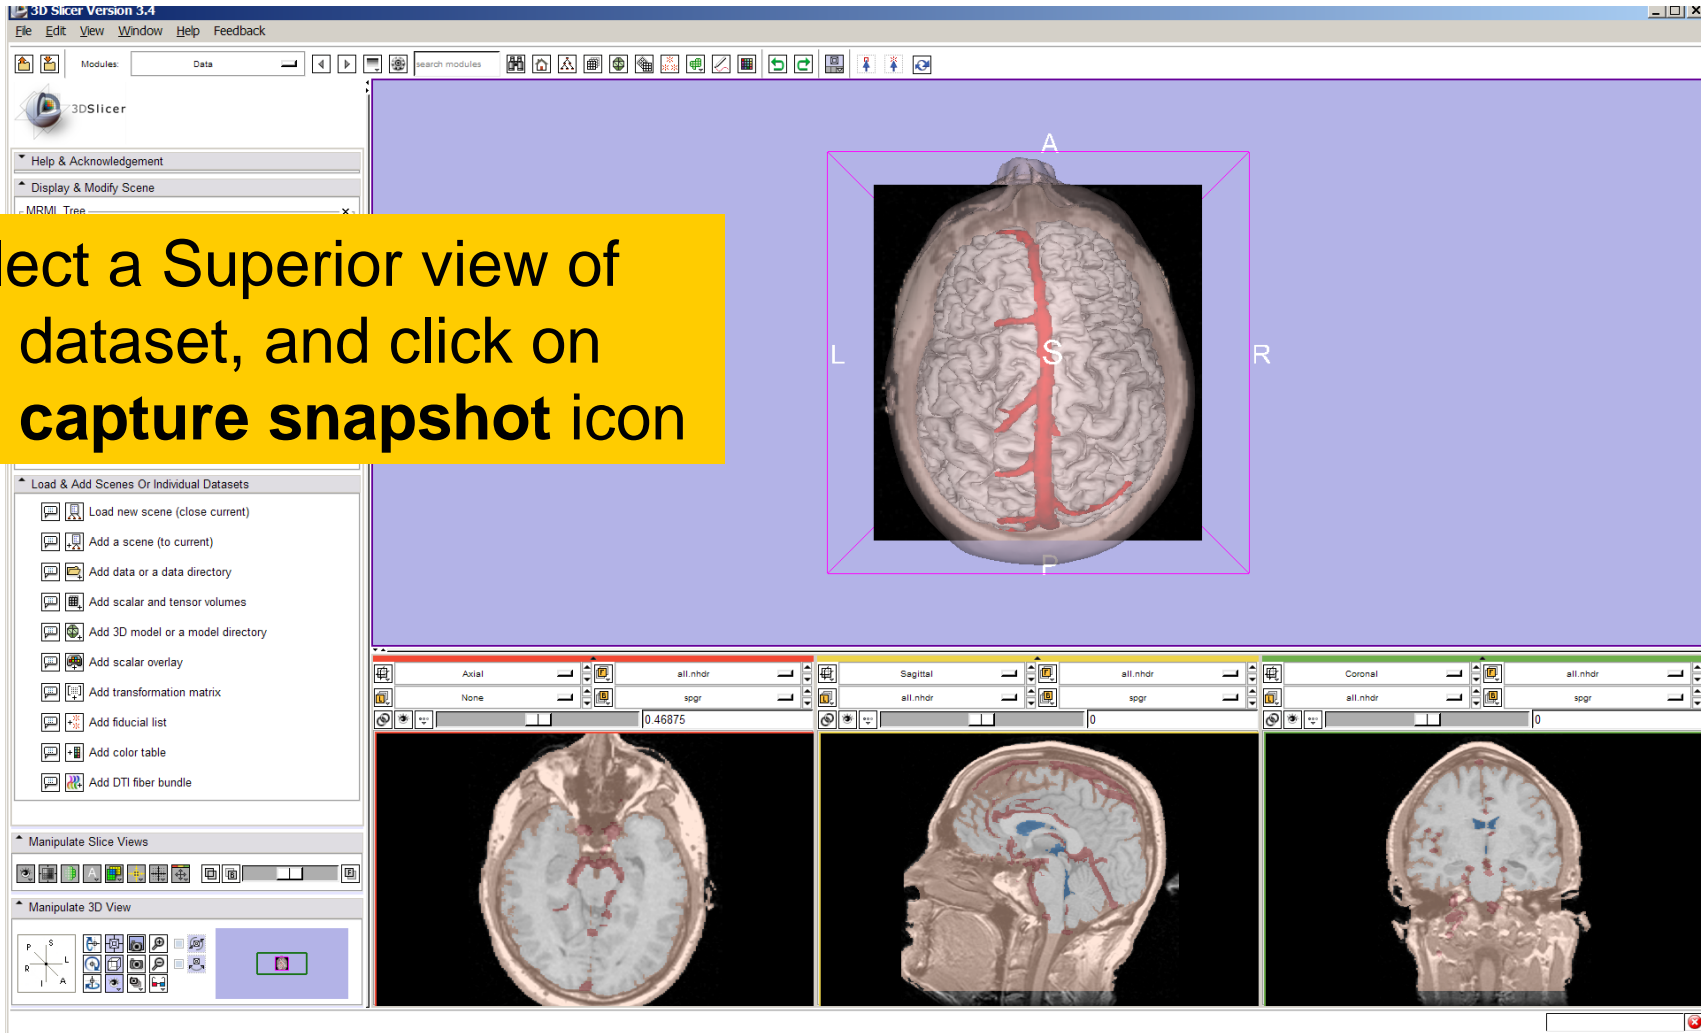 3D Slicer Version 3.4
File Edit View Window Help Feedback
Modules: Data search modules
3DSlicer
Help & Acknowledgement
Display & Modify Scene
MRML Tree
lect a Superior view of
dataset, and click on
capture snapshot icon
Load & Add Scenes Or Individual Datasets
Load new scene (close current)
Add a scene (to current)
Add data or a data directory
Add scalar and tensor volumes
Add 3D model or a model directory
Add scalar overlay
Add transformation matrix
Add fiducial list
Add color table
Add DTI fiber bundle
Manipulate Slice Views
Manipulate 3D View
P S
R L
I A
A
L S R
P
Axial all.nhdr
None spgr
0.46875
Sagittal all.nhdr
all.nhdr spgr
0
Coronal all.nhdr
all.nhdr spgr
0